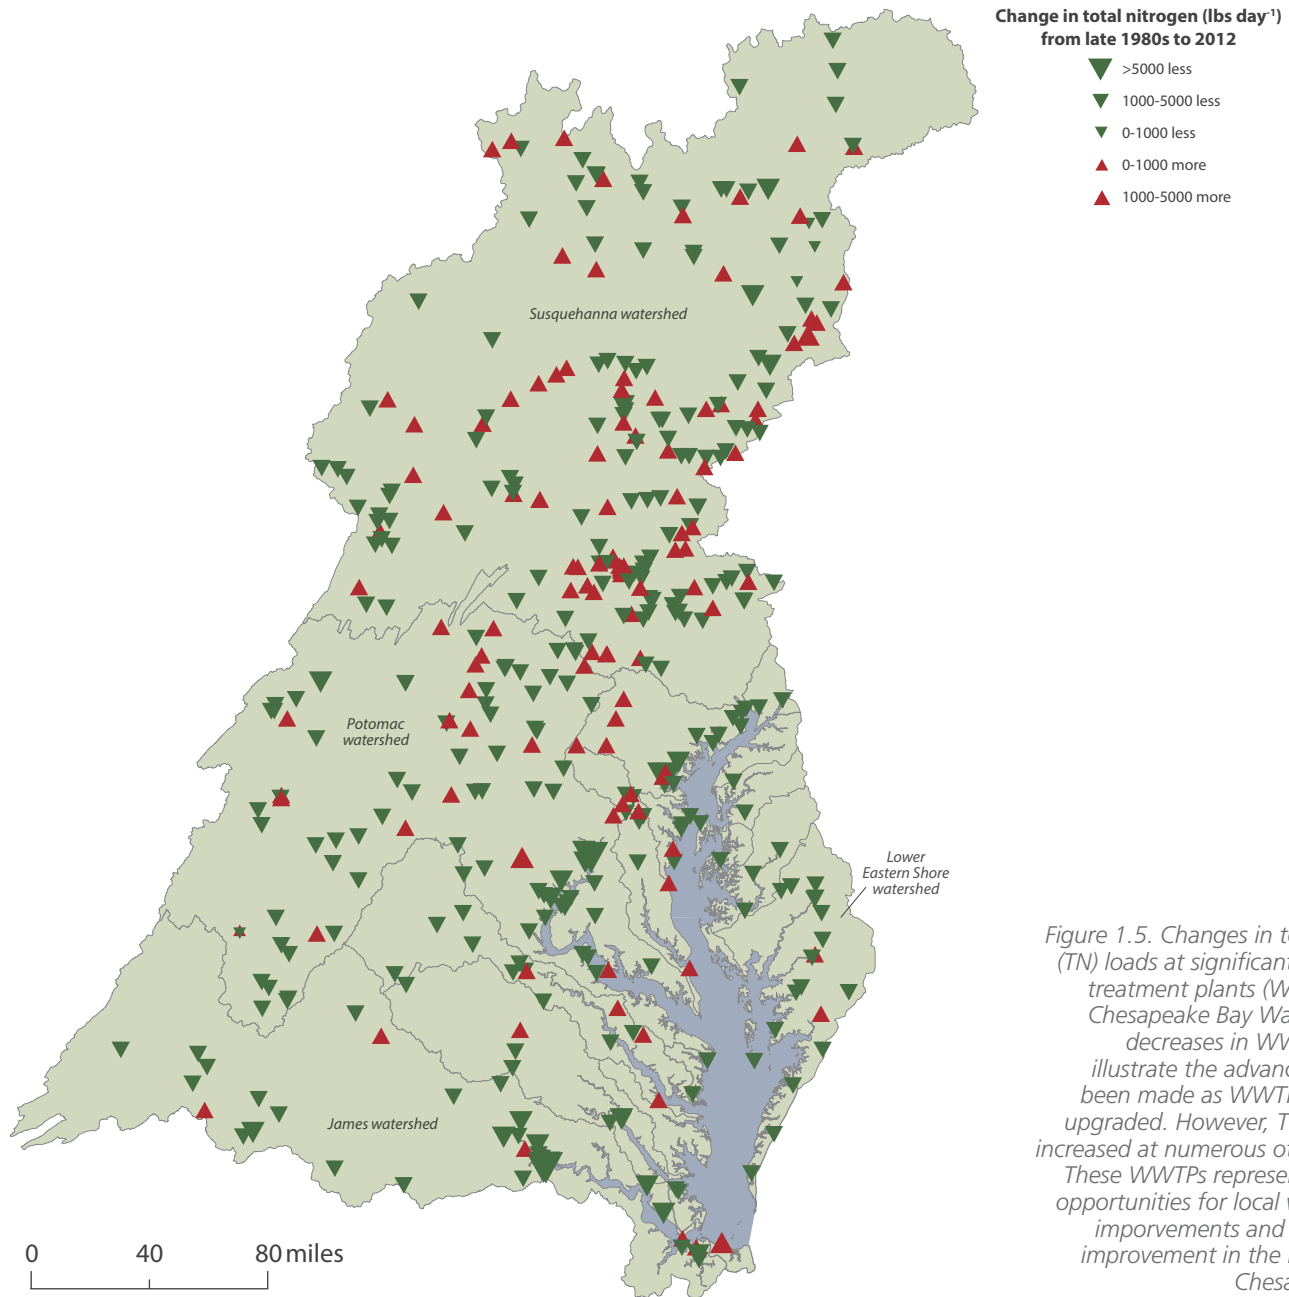 Change in total nitrogen (lbs day-1)
from late 1980s to 2012
>5000 less
1000-5000 less
0-1000 less
0-1000 more
1000-5000 more
Susquehanna watershed
Potomac
watershed
Lower
Eastern Shore
watershed
James watershed
0 40 80 miles
Figure 1.5. Changes in
(TN) loads at significant
treatment plants
Chesapeake Bay
decreases in
illustrate the
been made as
upgraded. However,
increased at numerous
These WWTPs
opportunities for local
imporvements and
improvement in the